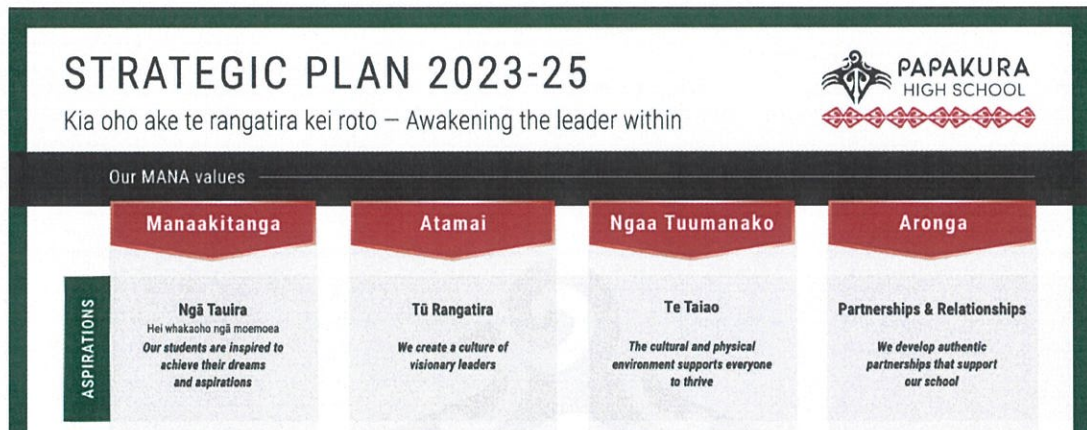 STRATEGIC PLAN 2023-25
Kia oho ake te rangatira kei roto – Awakening the leader within
PAPAKURA
HIGH SCHOOL
Our MANA values
Manaakitanga
Atamai
Ngaa Tuumanako
Aronga
ASPIRATIONS
Ngā Tauira
Hei whakaoho ngā moemoea
Our students are inspired to
achieve their dreams
and aspirations
Tū Rangatira
We create a culture of
visionary leaders
Te Taiao
The cultural and physical
environment supports everyone
to thrive
Partnerships & Relationships
We develop authentic
partnerships that support
our school